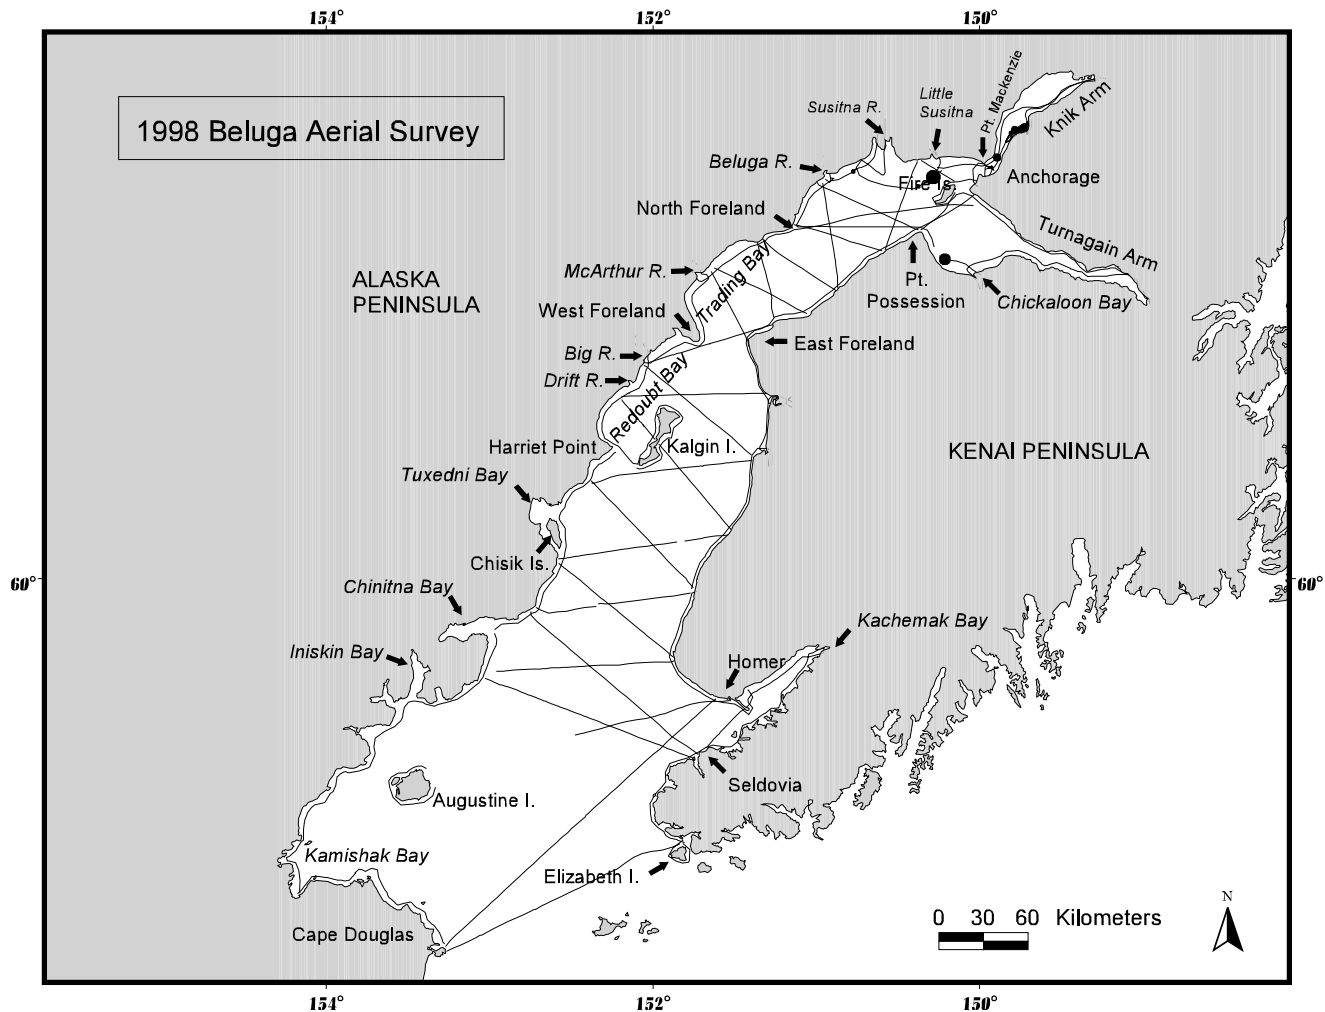 154°
152°
150°
1998 Beluga Aerial Survey
Susitna R.
Little
Susitna
Pt. Mackenzie
Knik Arm
Beluga R.
Fire Is.
Anchorage
North Foreland
Turnagain Arm
McArthur R.
Trading Bay
ALASKA
PENINSULA
Pt.
Possession
Chickaloon Bay
West Foreland
East Foreland
Big R.
Drift R.
Redoubt Bay
Harriet Point
Kalgin I.
KENAI PENINSULA
Tuxedni Bay
Chisik Is.
60°
60°
Chinitna Bay
Kachemak Bay
Iniskin Bay
Homer
Seldovia
Augustine I.
Kamishak Bay
Elizabeth I.
Cape Douglas
0 30 60 Kilometers
N
154°
152°
150°